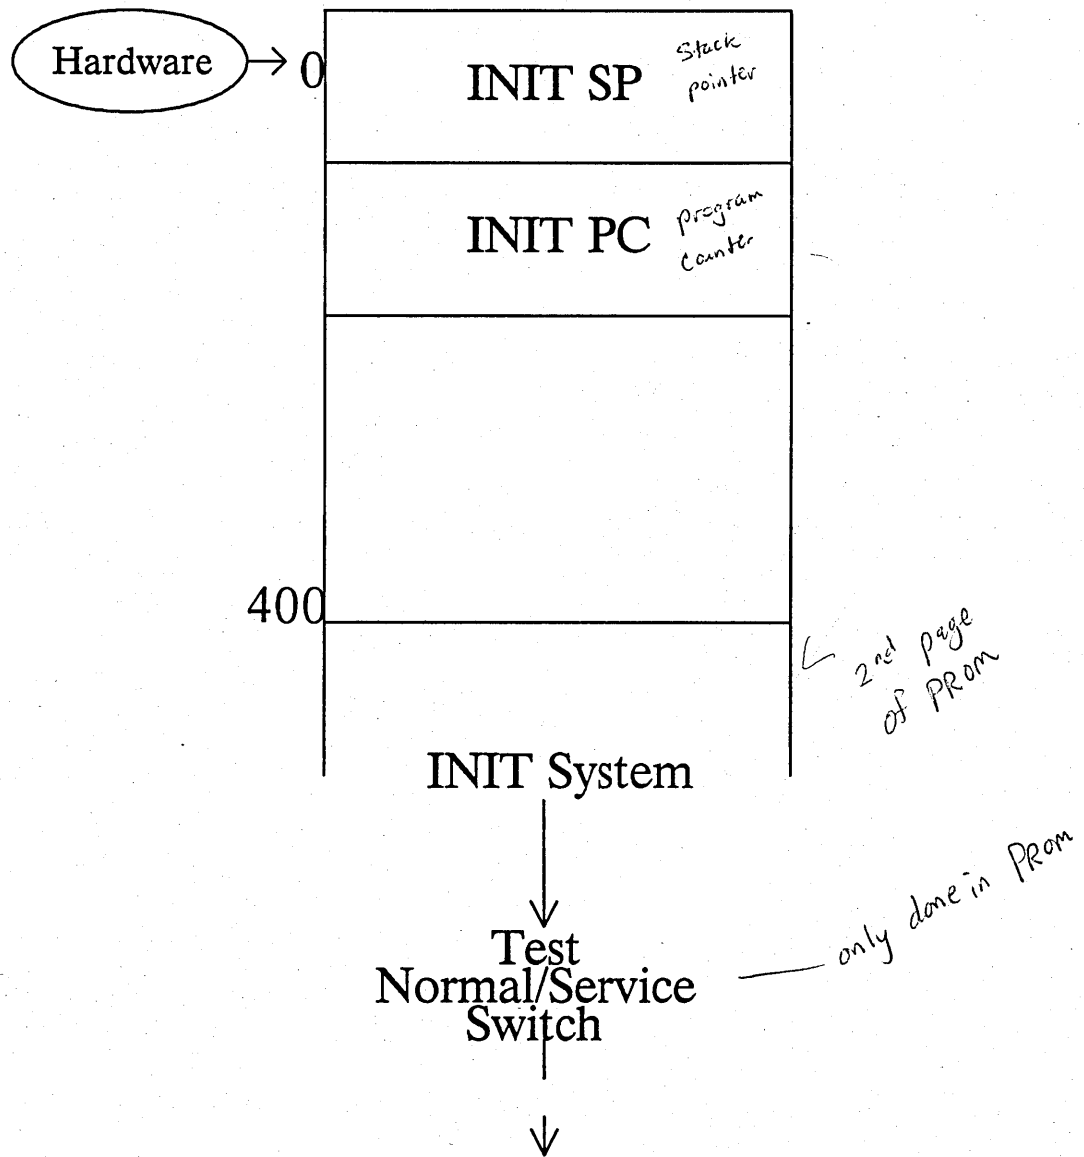 Hardware
0
INIT SP
Stack
pointer
INIT PC
program
counter
400
2nd page
of PROM
INIT System
Test
Normal/Service
Switch
only done in PROM